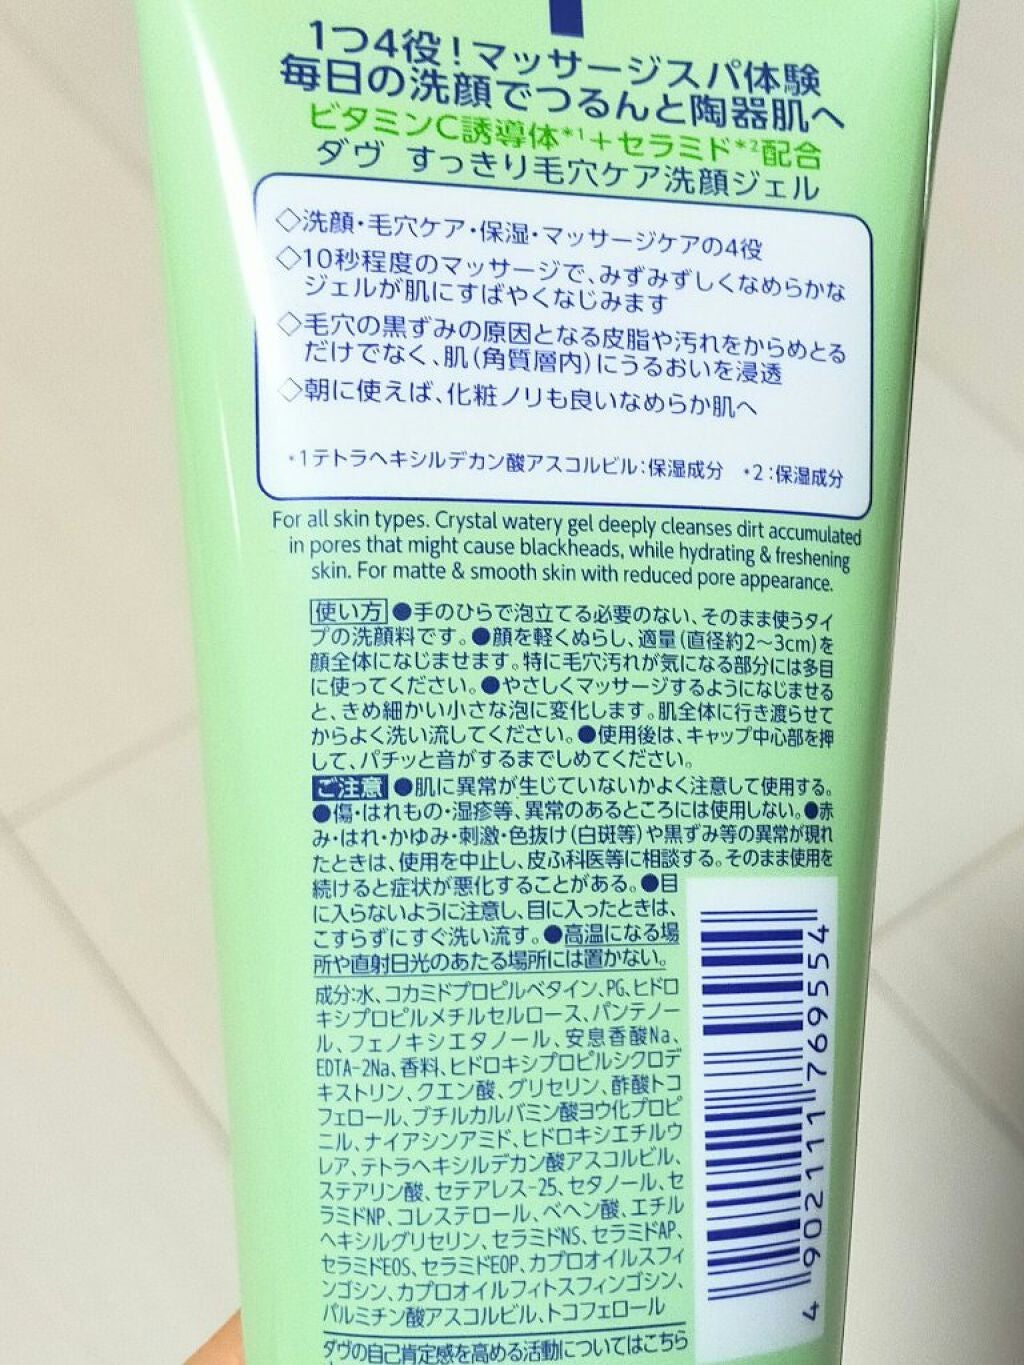 1つ4役！マッサージスパ体験
毎日の洗顔でつるんと陶器肌へ
ビタミンC誘導体*1＋セラミド*2配合
ダヴ すっきり毛穴ケア洗顔ジェル
◇洗顔・毛穴ケア・保湿・マッサージケアの4役
◇10秒程度のマッサージで、みずみずしくなめらかな
ジェルが肌にすばやくなじみます
◇毛穴の黒ずみの原因となる皮脂や汚れをからめとる
だけでなく、肌（角質層内）にうるおいを浸透
◇朝に使えば、化粧ノリも良いなめらか肌へ
*1テトラヘキシルデカン酸アスコルビル：保湿成分 *2：保湿成分
For all skin types. Crystal watery gel deeply cleanses dirt accumulated
in pores that might cause blackheads, while hydrating & freshening
skin. For matte & smooth skin with reduced pore appearance.
使い方 ●手のひらで泡立てる必要のない、そのまま使うタイ
プの洗顔料です。●顔を軽くぬらし、適量（直径約2〜3cm）を
顔全体になじませます。特に毛穴汚れが気になる部分には多目
に使ってください。●やさしくマッサージするようになじませる
と、きめ細かい小さな泡に変化します。肌全体に行き渡らせて
からよく洗い流してください。●使用後は、キャップ中心部を押
して、パチッと音がするまでしめてください。
ご注意 ●肌に異常が生じていないかよく注意して使用する。
●傷・はれもの・湿疹等、異常のあるところには使用しない。●赤
み・はれ・かゆみ・刺激・色抜け（白斑等）や黒ずみ等の異常が現れ
たときは、使用を中止し、皮ふ科医等に相談する。そのまま使用を
続けると症状が悪化することがある。●目
に入らないように注意し、目に入ったときは、
こすらずにすぐ洗い流す。●高温になる場
所や直射日光のあたる場所には置かない。
成分：水、コカミドプロピルベタイン、PG、ヒドロ
キシプロピルメチルセルロース、パンテノー
ル、フェノキシエタノール、安息香酸Na、
EDTA-2Na、香料、ヒドロキシプロピルシクロデ
キストリン、クエン酸、グリセリン、酢酸トコ
フェロール、ブチルカルバミン酸ヨウ化プロピ
ニル、ナイアシンアミド、ヒドロキシエチルウ
レア、テトラヘキシルデカン酸アスコルビル、
ステアリン酸、セテアレス-25、セタノール、セ
ラミドNP、コレステロール、ベヘン酸、エチル
ヘキシルグリセリン、セラミドNS、セラミドAP、
セラミドEOS、セラミドEOP、カプロオイルスフィ
ンゴシン、カプロオイルフィトスフィンゴシン、
パルミチン酸アスコルビル、トコフェロール
ダヴの自己肯定感を高める活動についてはこちら
4902111769554